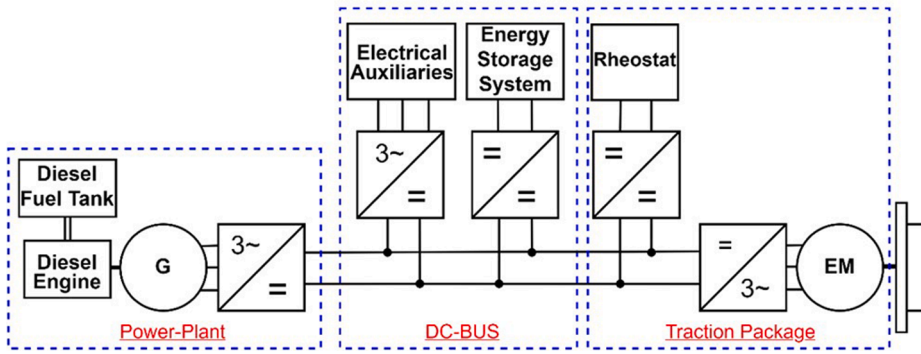 Electrical
Auxiliaries
Energy
Storage
System
Rheostat
3~
=
=
=
=
=
Diesel
Fuel Tank
Diesel
Engine
G
3~
=
=
3~
EM
Power-Plant
DC-BUS
Traction Package